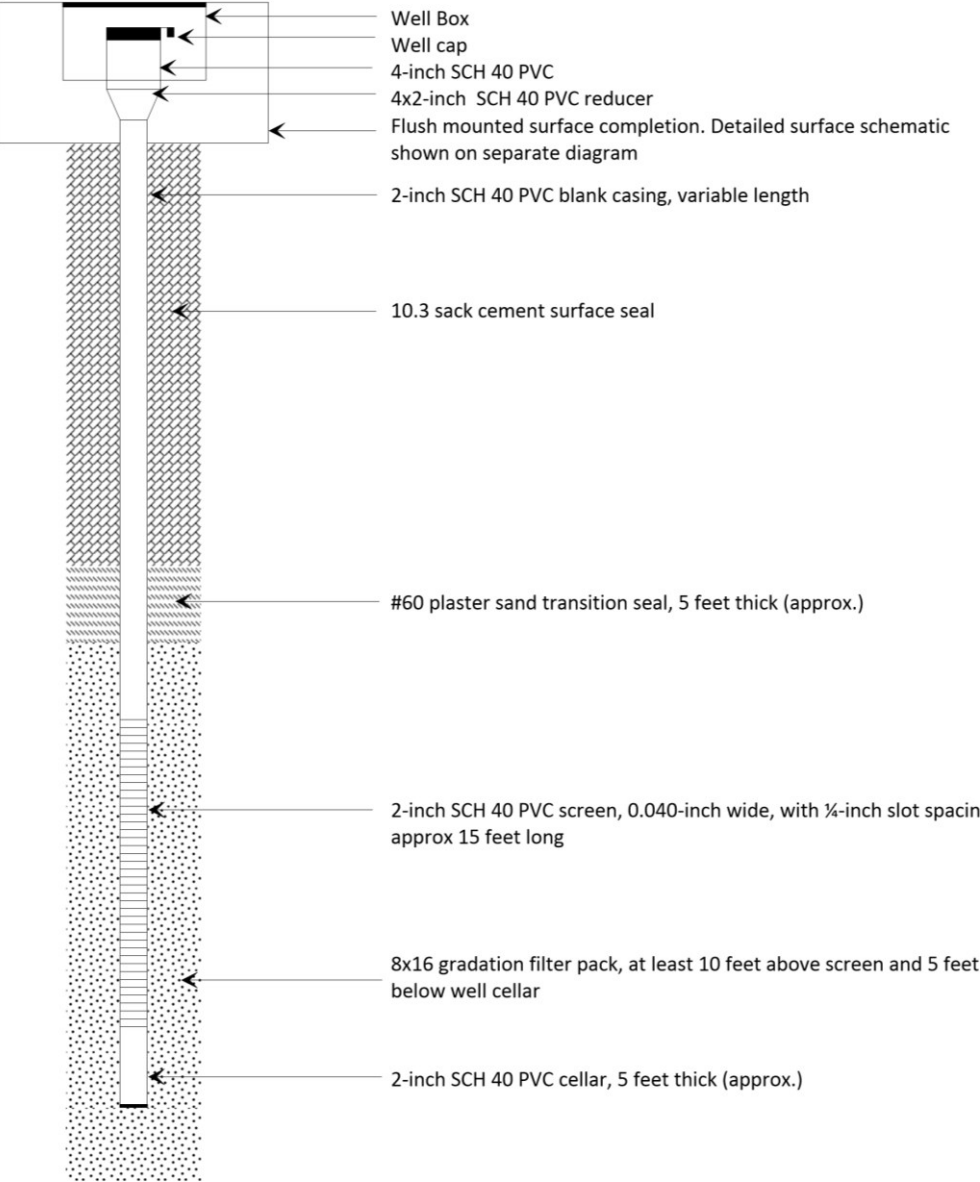 Well Box
Well cap
4-inch SCH 40 PVC
4x2-inch  SCH 40 PVC reducer
Flush mounted surface completion. Detailed surface schematic
shown on separate diagram
2-inch SCH 40 PVC blank casing, variable length
10.3 sack cement surface seal
#60 plaster sand transition seal, 5 feet thick (approx.)
2-inch SCH 40 PVC screen, 0.040-inch wide, with ¼-inch slot spacin
approx 15 feet long
8x16 gradation filter pack, at least 10 feet above screen and 5 feet
below well cellar
2-inch SCH 40 PVC cellar, 5 feet thick (approx.)